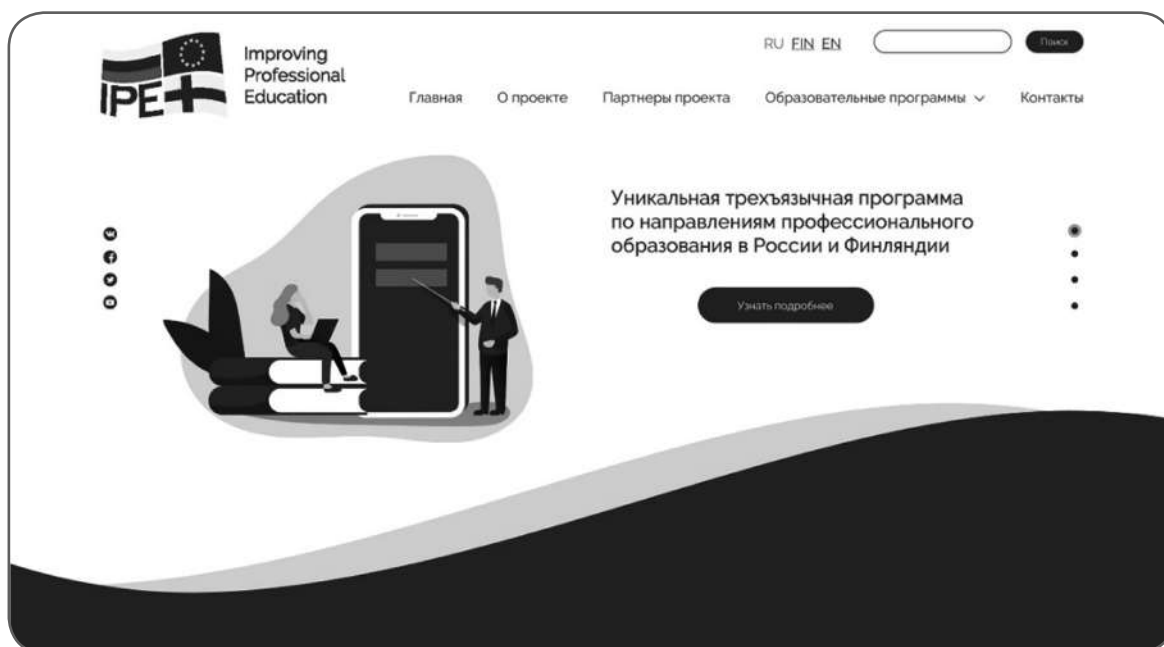 IPE
Improving
Professional
Education
RU FIN EN
Поиск
Главная О проекте Партнеры проекта Образовательные программы Контакты
Уникальная трехъязычная программа
по направлениям профессионального
образования в России и Финляндии
Узнать подробнее